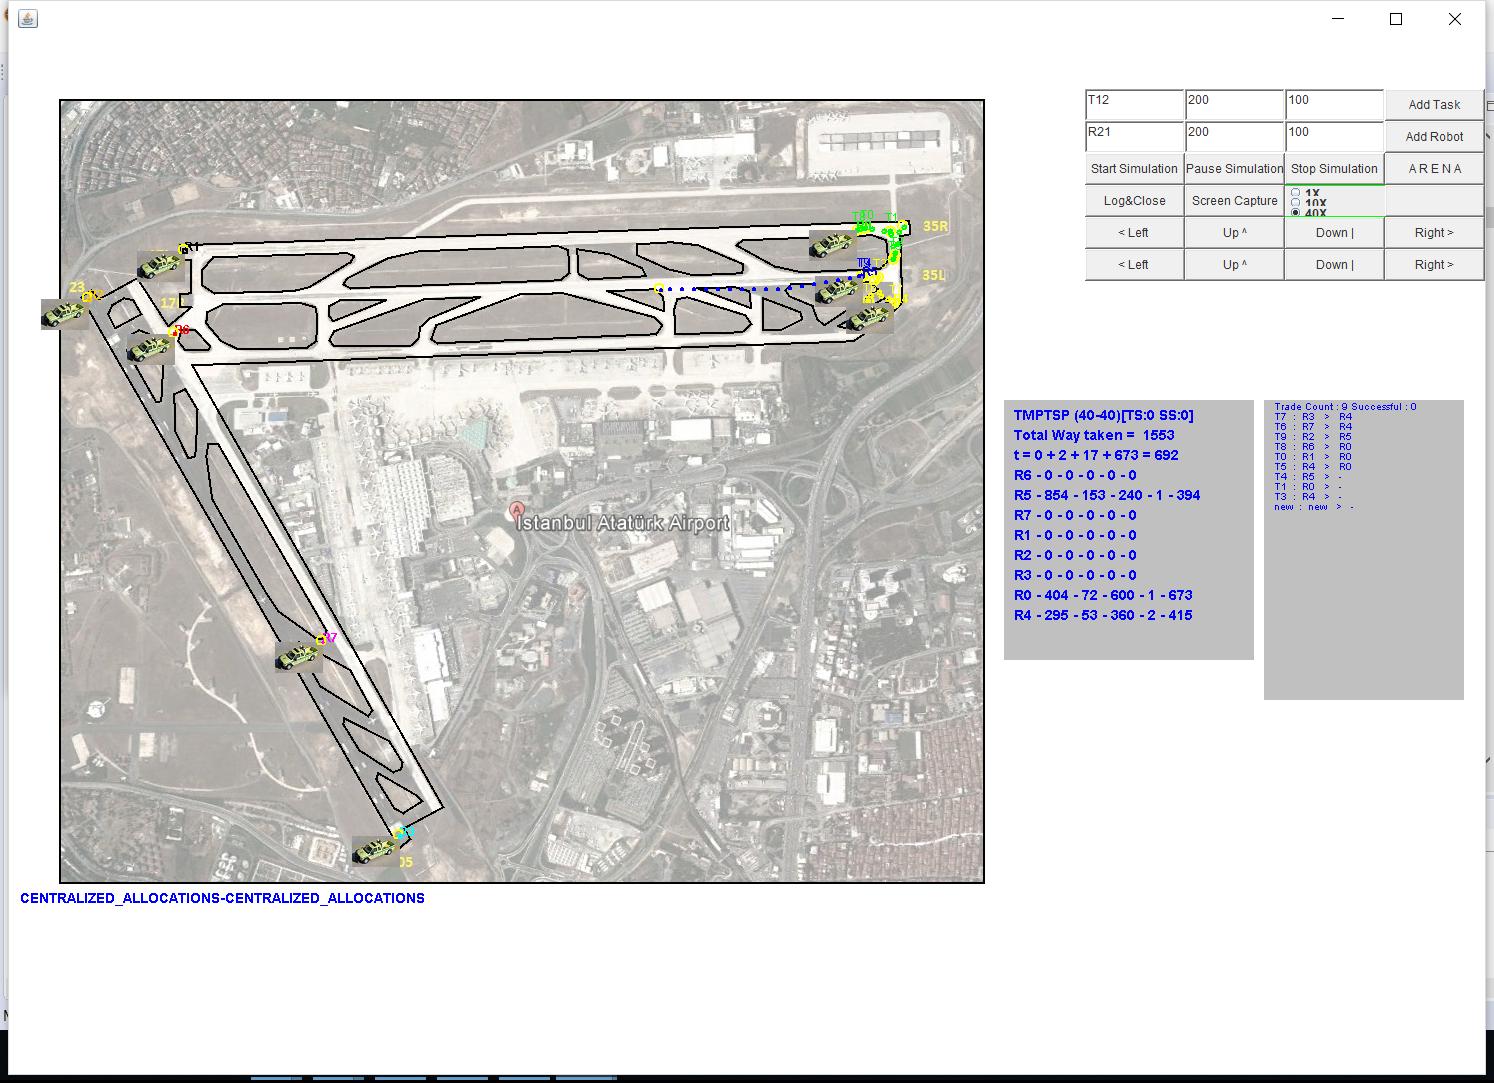 T12 200 100 Add Task
R21 200 100 Add Robot
Start Simulation Pause Simulation Stop Simulation A R E N A
Log&Close Screen Capture 1X
10X
40X
< Left Up ^ Down | Right >
< Left Up ^ Down | Right >
35R
35L
23
17R
R6
R7
05
A
İstanbul Atatürk Airport
TMPTSP (40-40)[TS:0 SS:0]
Total Way taken = 1553
t = 0 + 2 + 17 + 673 = 692
R6 - 0 - 0 - 0 - 0 - 0
R5 - 854 - 153 - 240 - 1 - 394
R7 - 0 - 0 - 0 - 0 - 0
R1 - 0 - 0 - 0 - 0 - 0
R2 - 0 - 0 - 0 - 0 - 0
R3 - 0 - 0 - 0 - 0 - 0
R0 - 404 - 72 - 600 - 1 - 673
R4 - 295 - 53 - 360 - 2 - 415
Trade Count : 9 Successful : 0
T7 : R3 > R4
T6 : R7 > R4
T9 : R2 > R5
T8 : R6 > R0
T0 : R1 > R0
T5 : R4 > R0
T4 : R5 > -
T1 : R0 > -
T3 : R4 > -
new : new > -
CENTRALIZED_ALLOCATIONS-CENTRALIZED_ALLOCATIONS